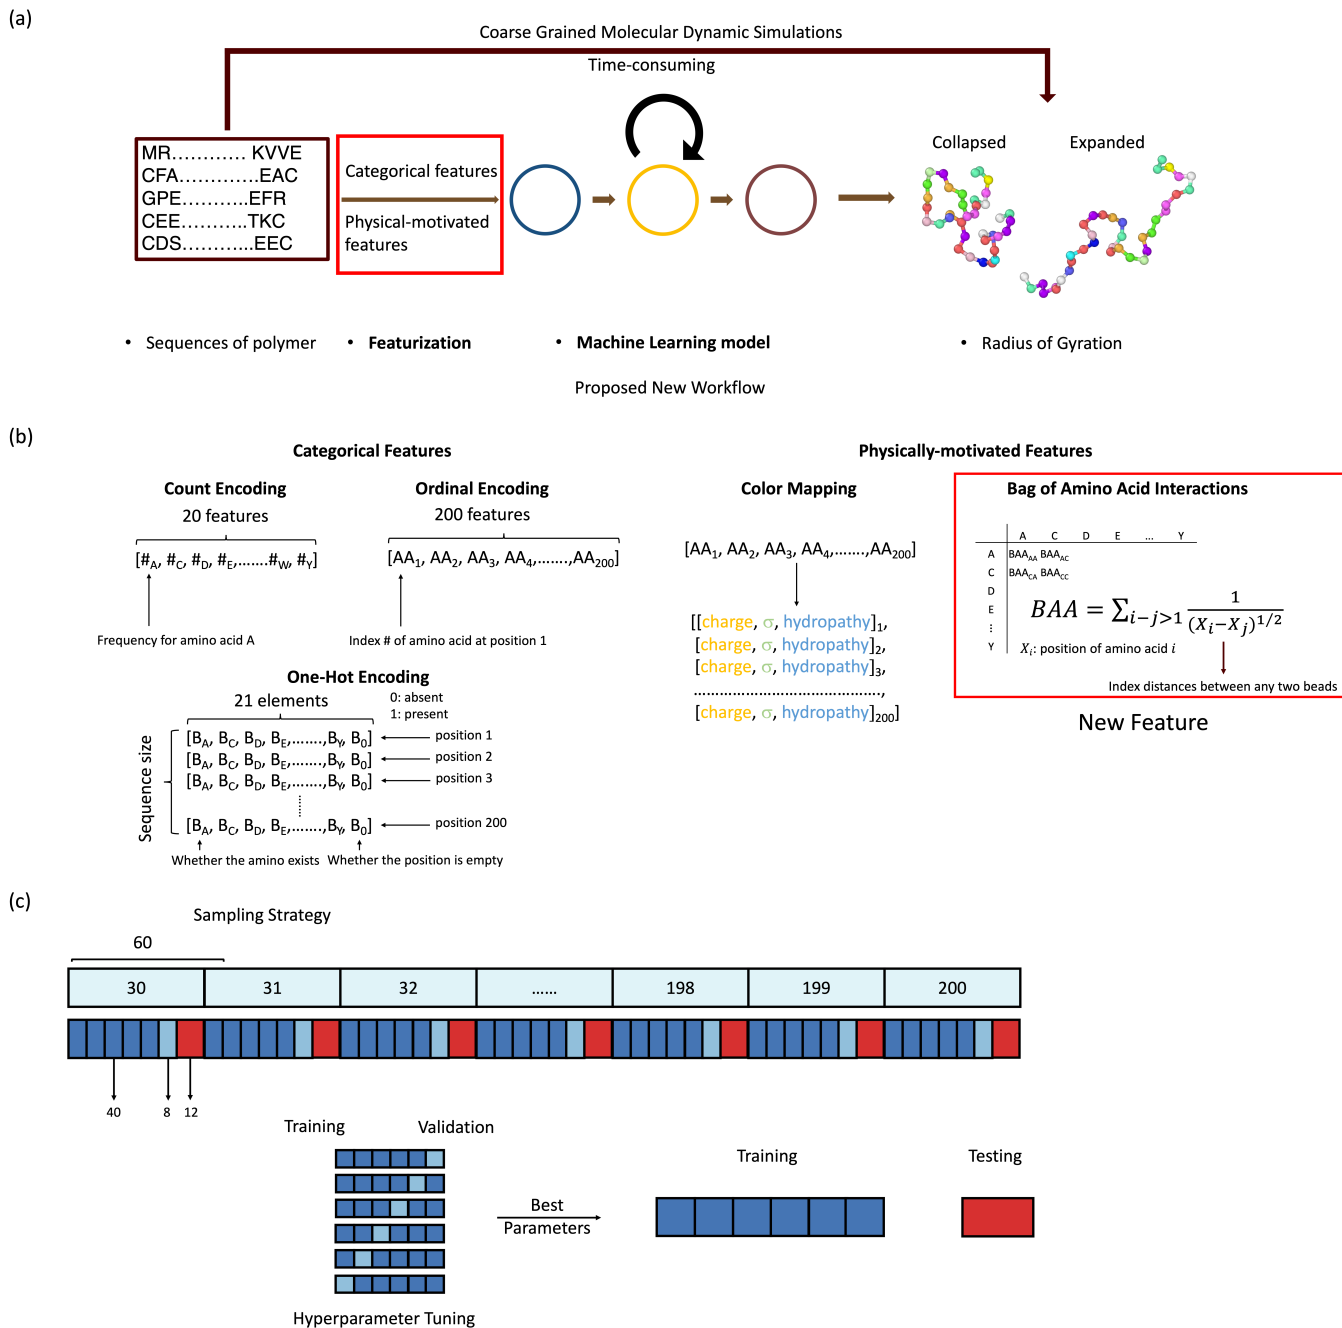 (a)
Coarse Grained Molecular Dynamic Simulations
Time-consuming
MR............ KVVE
CFA.............EAC
GPE...........EFR
CEE...........TKC
CDS............EEC
Categorical features
Physical-motivated
features
Collapsed
Expanded
• Sequences of polymer
• Featurization
• Machine Learning model
• Radius of Gyration
Proposed New Workflow
(b)
Categorical Features
Count Encoding
20 features
[#A, #C, #D, #E,.......#W, #Y]
Frequency for amino acid A
Ordinal Encoding
200 features
[AA1, AA2, AA3, AA4,.......,AA200]
Index # of amino acid at position 1
One-Hot Encoding
21 elements
0: absent
1: present
Sequence size
[BA, BC, BD, BE,.......,BY, B0]
position 1
[BA, BC, BD, BE,.......,BY, B0]
position 2
[BA, BC, BD, BE,.......,BY, B0]
position 3
[BA, BC, BD, BE,.......,BY, B0]
position 200
Whether the amino exists
Whether the position is empty
Physically-motivated Features
Color Mapping
[AA1, AA2, AA3, AA4,.......,AA200]
[[charge, σ, hydropathy]1,
[charge, σ, hydropathy]2,
[charge, σ, hydropathy]3,
..........................................,
[charge, σ, hydropathy]200]
Bag of Amino Acid Interactions
A C D E ... Y
A BAAAA BAAAC
C BAACA BAACC
D
E
⋮
Y
BAA = ∑i−j>1 1/(Xi−Xj)^1/2
Xi: position of amino acid i
Index distances between any two beads
New Feature
(c)
Sampling Strategy
60
30 31 32 ...... 198 199 200
40 8 12
Training
Validation
Hyperparameter Tuning
Best
Parameters
Training
Testing